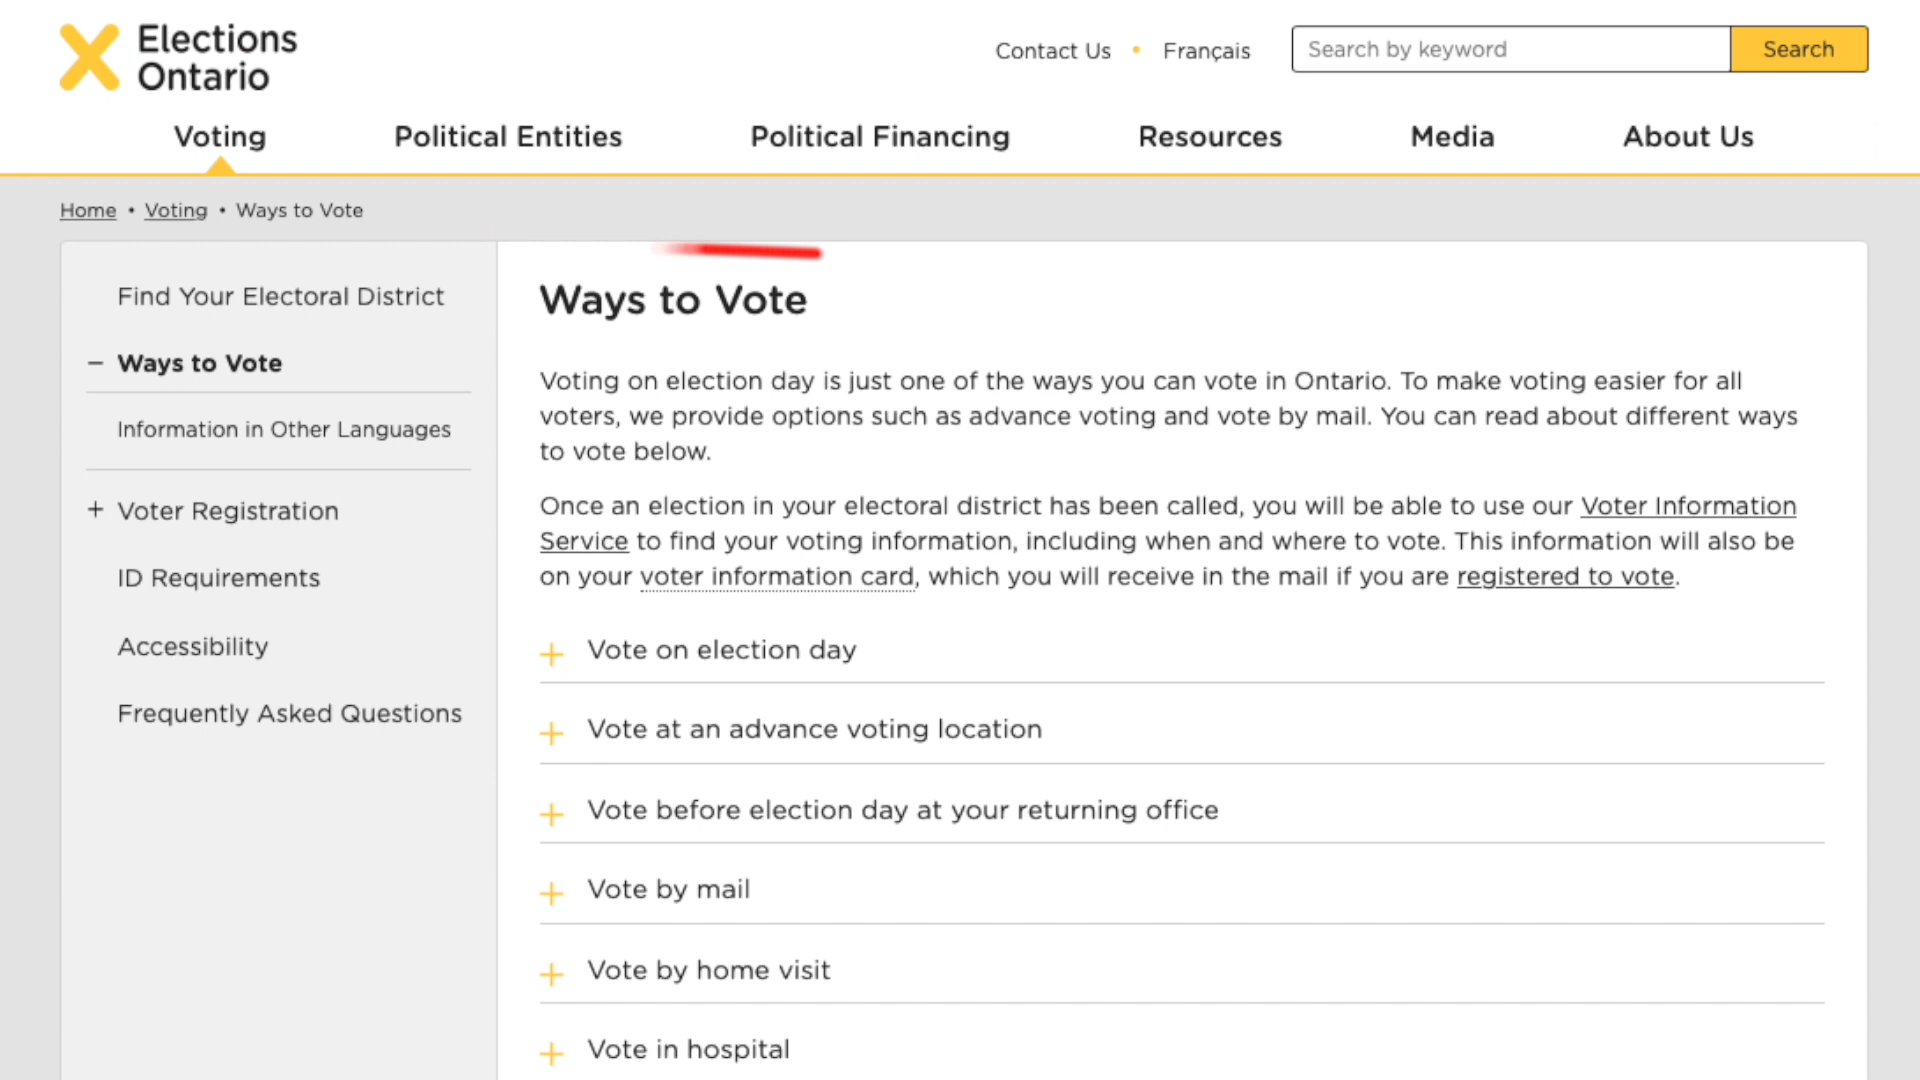 Elections
Ontario
Contact Us • Français
Search by keyword
Search
Voting
Political Entities
Political Financing
Resources
Media
About Us
Home • Voting • Ways to Vote
Find Your Electoral District
– Ways to Vote
Information in Other Languages
+ Voter Registration
ID Requirements
Accessibility
Frequently Asked Questions
Ways to Vote
Voting on election day is just one of the ways you can vote in Ontario. To make voting easier for all
voters, we provide options such as advance voting and vote by mail. You can read about different ways
to vote below.
Once an election in your electoral district has been called, you will be able to use our Voter Information
Service to find your voting information, including when and where to vote. This information will also be
on your voter information card, which you will receive in the mail if you are registered to vote.
+ Vote on election day
+ Vote at an advance voting location
+ Vote before election day at your returning office
+ Vote by mail
+ Vote by home visit
+ Vote in hospital